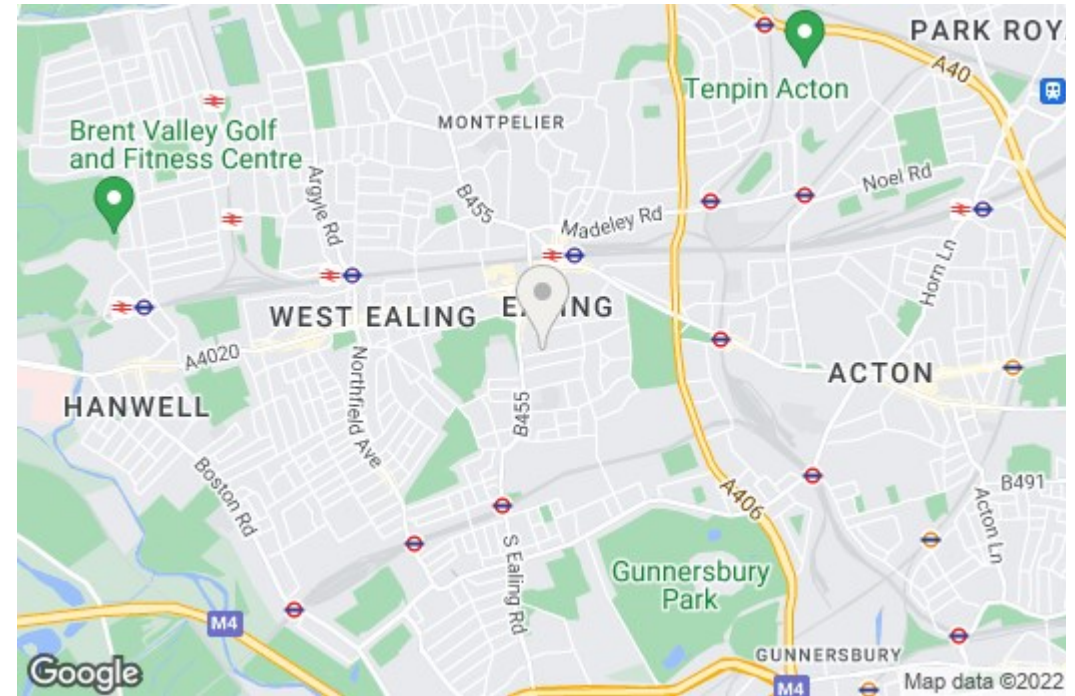 PARK ROY
A40
Tenpin Acton
MONTPELIER
Brent Valley Golf
and Fitness Centre
Argyle Rd
B455
Noel Rd
Madeley Rd
Horn Ln
WEST EALING
E
ING
A4020
Northfield Ave
ACTON
HANWELL
B455
Boston Rd
A406
B491
Acton Ln
S Ealing Rd
Gunnersbury
Park
M4
GUNNERSBURY
M4
Google
Map data ©2022